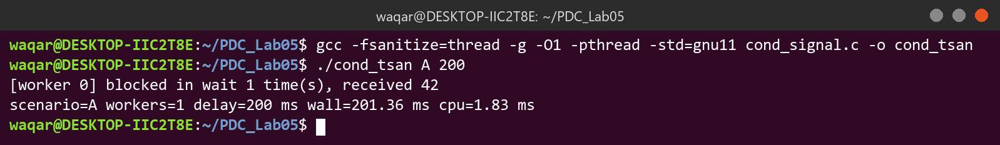 waqar@DESKTOP-IIC2T8E: ~/PDC_Lab05
waqar@DESKTOP-IIC2T8E:~/PDC_Lab05$ gcc -fsanitize=thread -g -O1 -pthread -std=gnu11 cond_signal.c -o cond_tsan
waqar@DESKTOP-IIC2T8E:~/PDC_Lab05$ ./cond_tsan A 200
[worker 0] blocked in wait 1 time(s), received 42
scenario=A workers=1 delay=200 ms wall=201.36 ms cpu=1.83 ms
waqar@DESKTOP-IIC2T8E:~/PDC_Lab05$